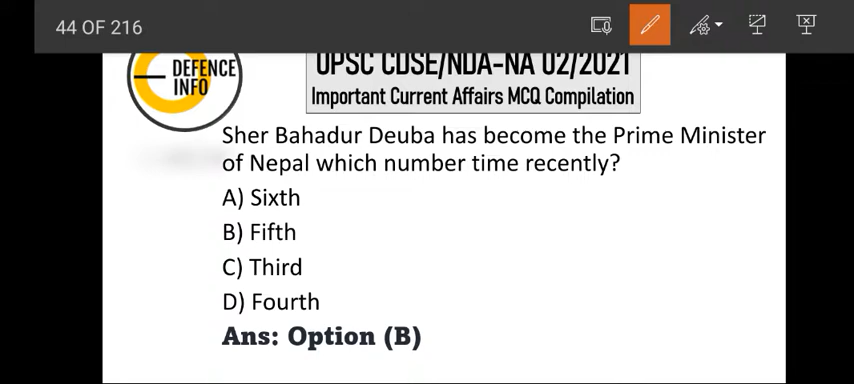 44 OF 216
DEFENCE
INFO
UPSC CDSE/NDA-NA 02/2021
Important Current Affairs MCQ Compilation
Sher Bahadur Deuba has become the Prime Minister
of Nepal which number time recently?
A) Sixth
B) Fifth
C) Third
D) Fourth
Ans: Option (B)